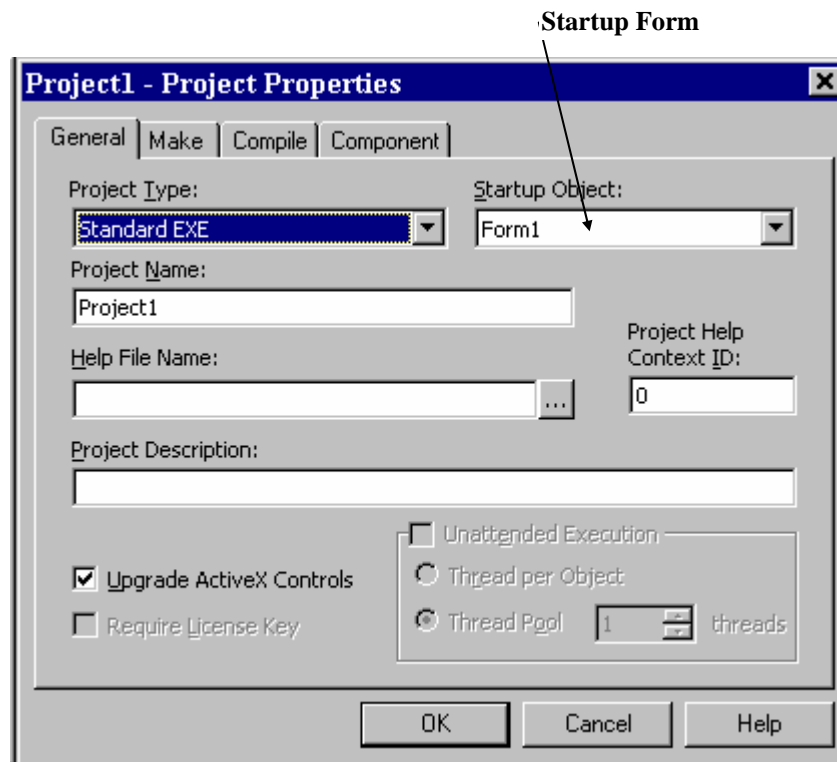 Startup Form
Project1 - Project Properties
General Make Compile Component
Project Type: Startup Object:
Standard EXE Form1
Project Name:
Project1
Project Help
Help File Name: Context ID:
... 0
Project Description:
Unattended Execution
Upgrade ActiveX Controls Thread per Object
Require License Key Thread Pool 1 threads
OK Cancel Help